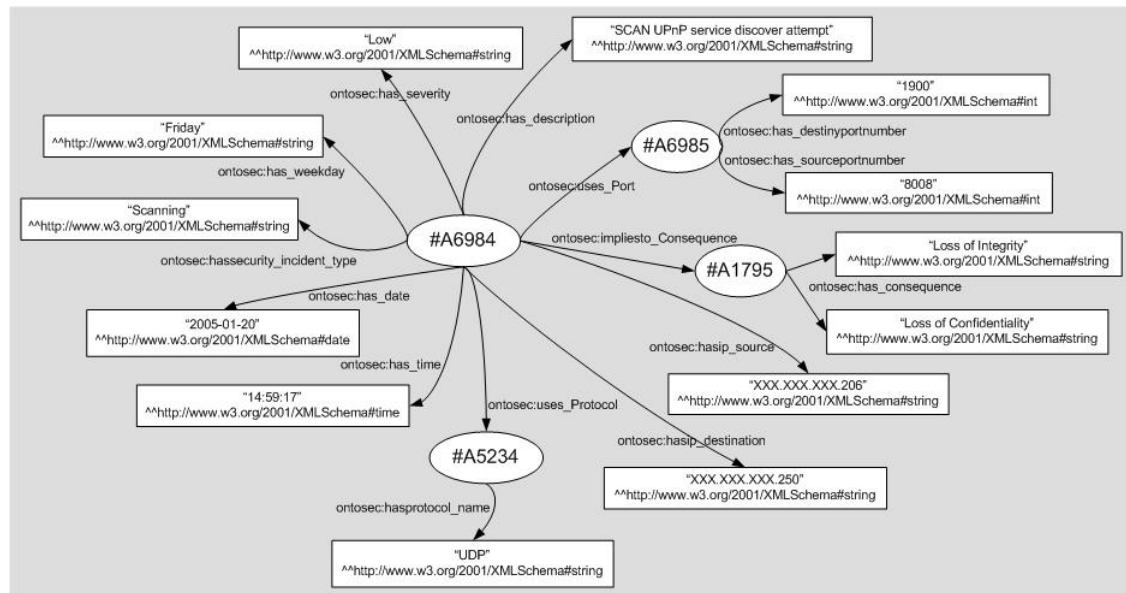 “Low”
^^http://www.w3.org/2001/XMLSchema#string
“SCAN UPnP service discover attempt”
^^http://www.w3.org/2001/XMLSchema#string
ontosec:has_severity
ontosec:has_description
“1900”
^^http://www.w3.org/2001/XMLSchema#int
“Friday”
^^http://www.w3.org/2001/XMLSchema#string
ontosec:has_weekday
#A6985
ontosec:has_destinyportnumber
ontosec:has_sourceportnumber
ontosec:uses_Port
“8008”
^^http://www.w3.org/2001/XMLSchema#int
“Scanning”
^^http://www.w3.org/2001/XMLSchema#string
ontosec:hassecurity_incident_type
#A6984
ontosec:impliesto_Consequence
#A1795
“Loss of Integrity”
^^http://www.w3.org/2001/XMLSchema#string
ontosec:has_consequence
“Loss of Confidentiality”
^^http://www.w3.org/2001/XMLSchema#string
ontosec:has_date
“2005-01-20”
^^http://www.w3.org/2001/XMLSchema#date
ontosec:has_time
ontosec:hasip_source
“14:59:17”
^^http://www.w3.org/2001/XMLSchema#time
“XXX.XXX.XXX.206”
^^http://www.w3.org/2001/XMLSchema#string
ontosec:uses_Protocol
ontosec:hasip_destination
#A5234
“XXX.XXX.XXX.250”
^^http://www.w3.org/2001/XMLSchema#string
ontosec:hasprotocol_name
“UDP”
^^http://www.w3.org/2001/XMLSchema#string